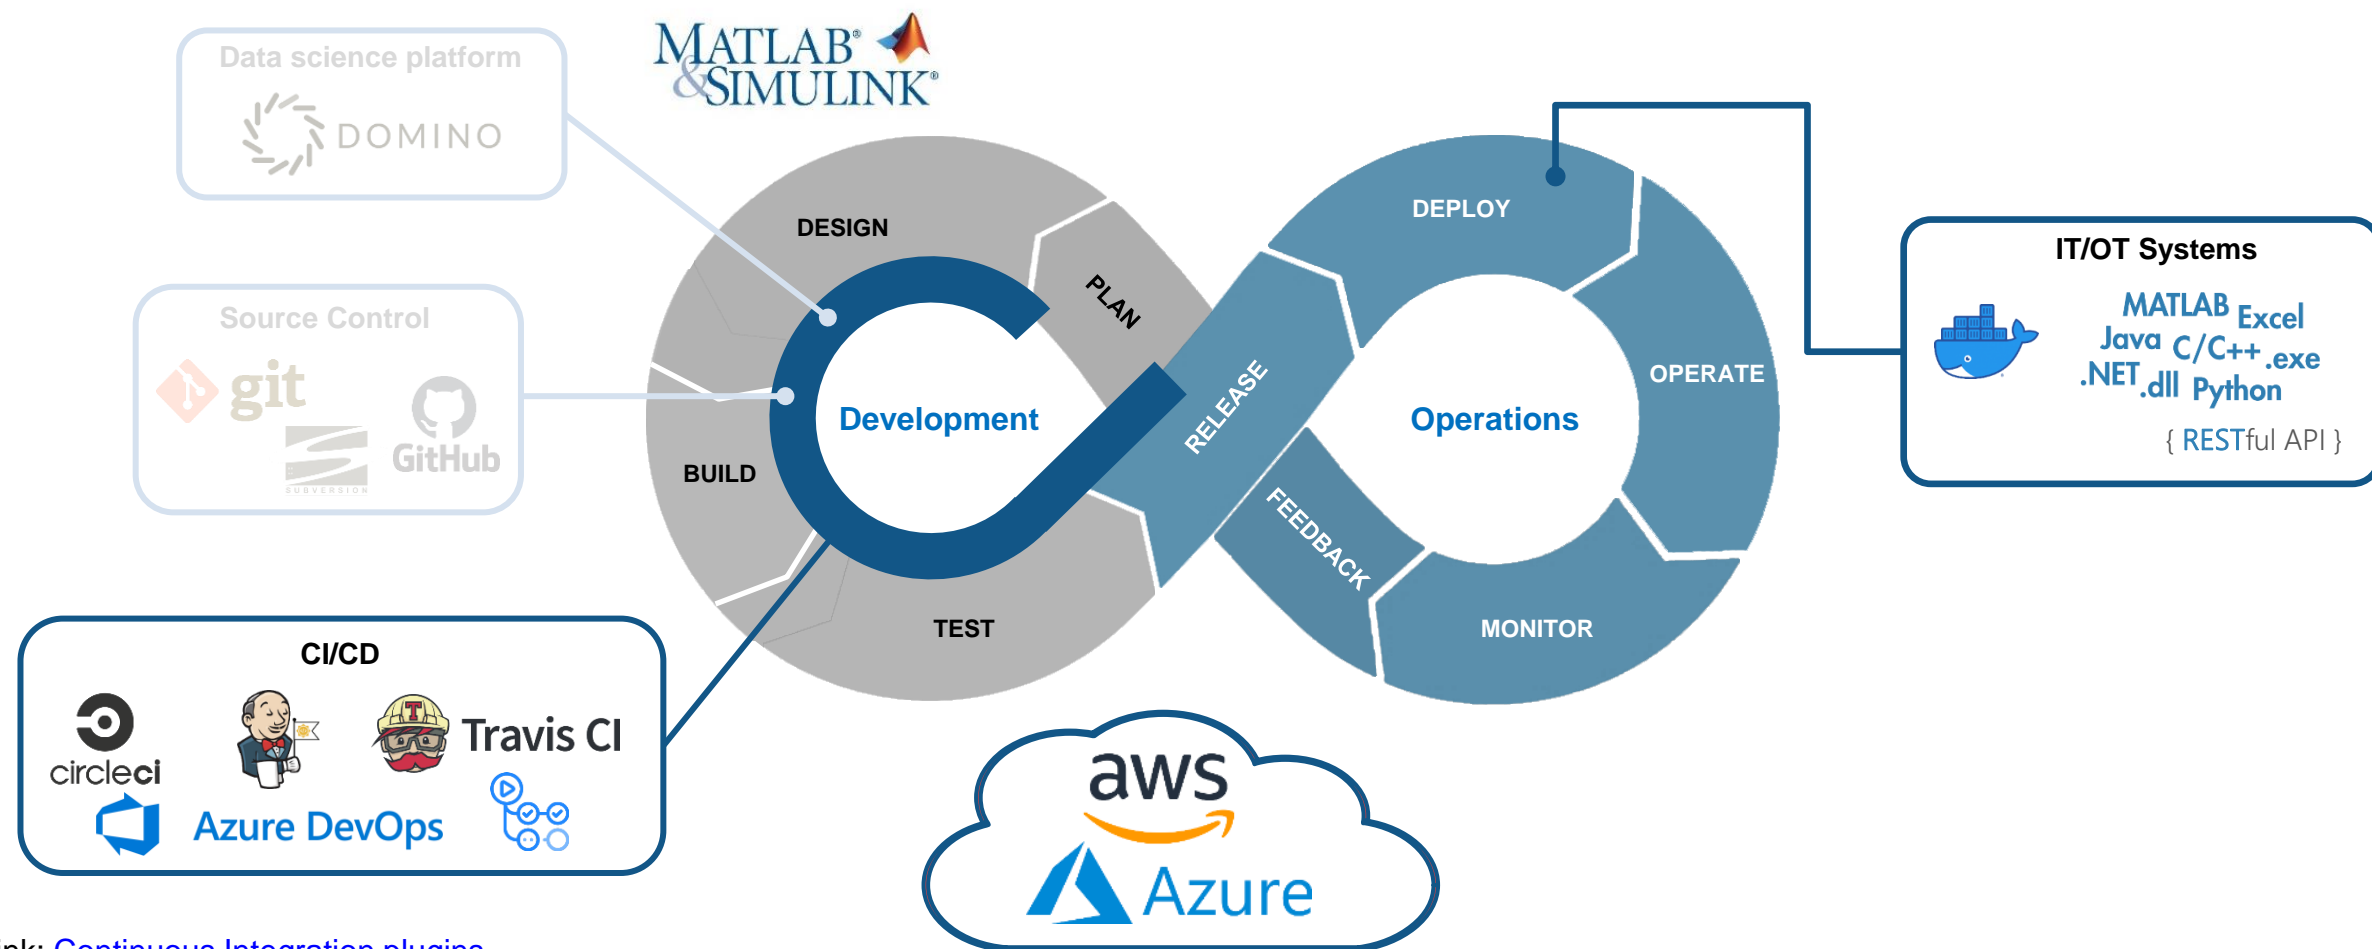 MATLAB®
&SIMULINK®
Data science platform
DOMINO
Source Control
git
SUBVERSION
GitHub
DESIGN
PLAN
BUILD
TEST
Development
RELEASE
DEPLOY
OPERATE
MONITOR
FEEDBACK
Operations
IT/OT Systems
MATLAB Excel
Java C/C++ .exe
.NET .dll Python
{ RESTful API }
CI/CD
circleci
T
Travis CI
Azure DevOps
aws
Azure
Continuous Integration plugins